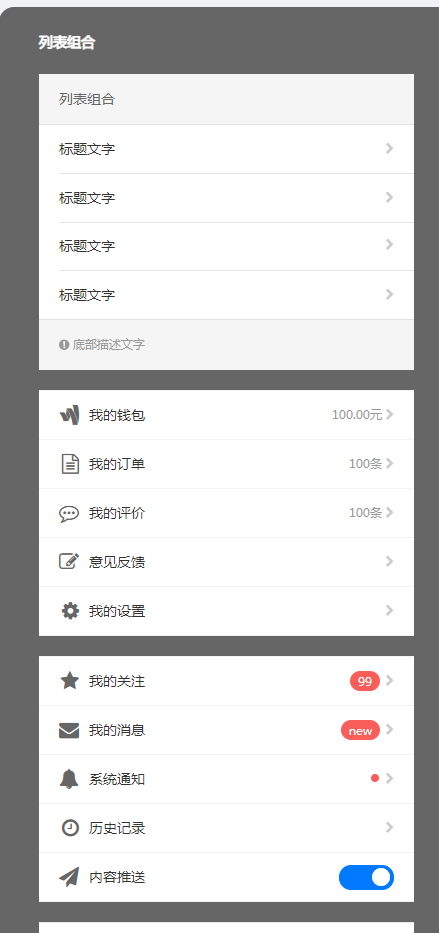 列表组合
列表组合
标题文字
标题文字
标题文字
标题文字
底部描述文字
我的钱包 100.00元
我的订单 100条
我的评价 100条
意见反馈
我的设置
我的关注 99
我的消息 new
系统通知
历史记录
内容推送